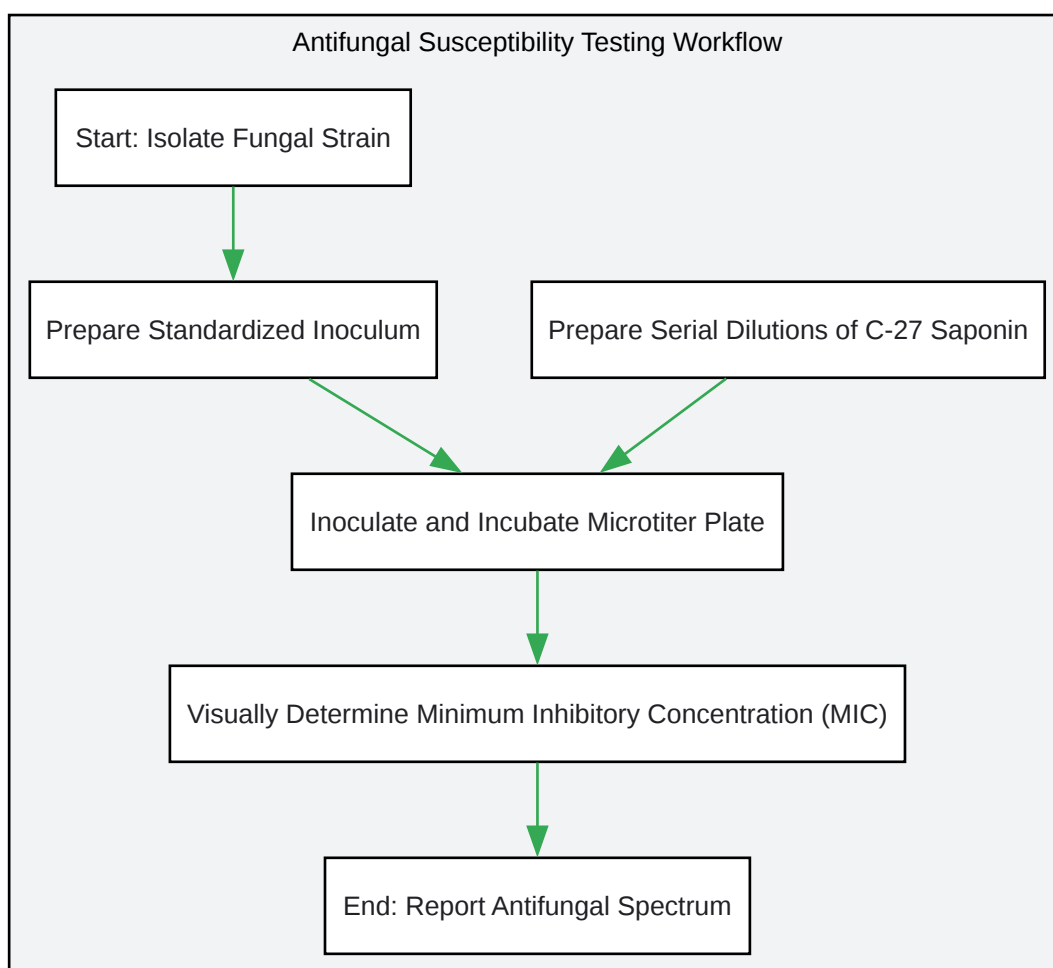 Antifungal Susceptibility Testing Workflow
Start: Isolate Fungal Strain
Prepare Standardized Inoculum
Prepare Serial Dilutions of C-27 Saponin
Inoculate and Incubate Microtiter Plate
Visually Determine Minimum Inhibitory Concentration (MIC)
End: Report Antifungal Spectrum